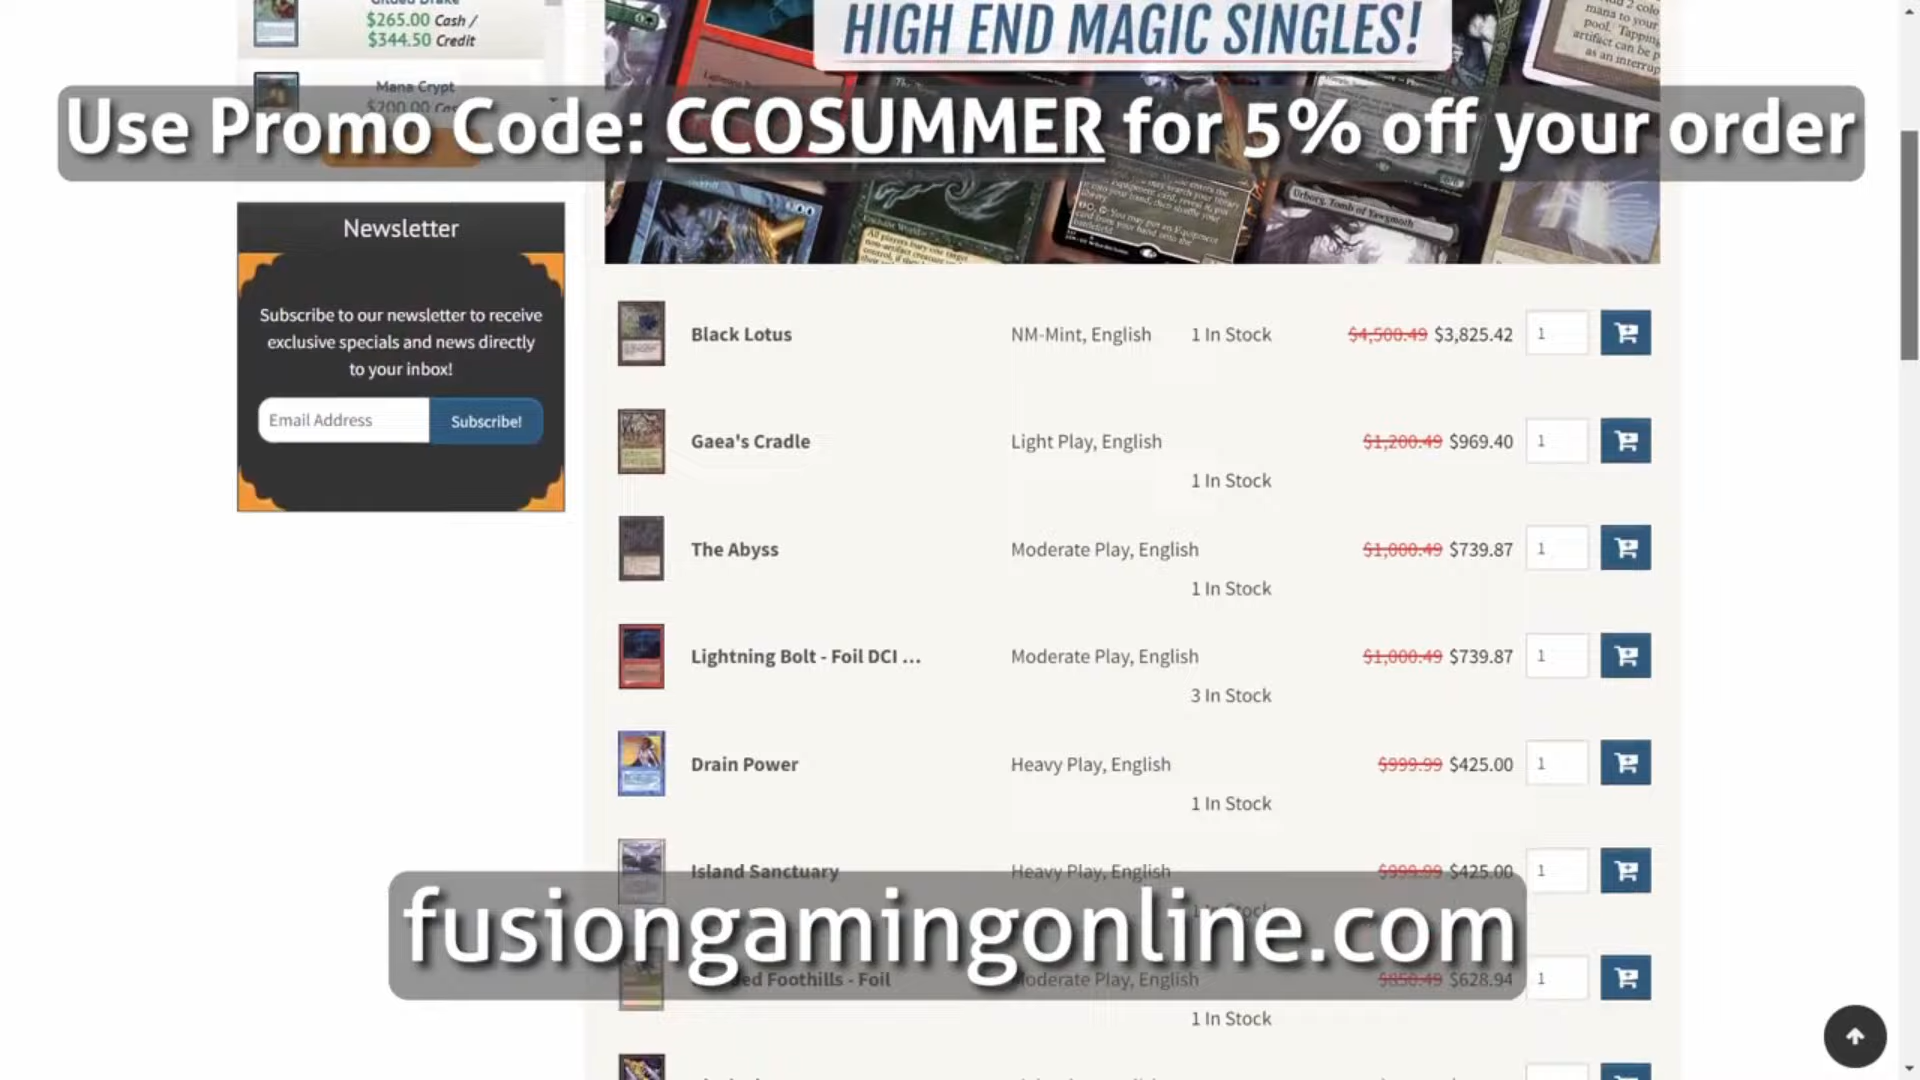 Gilded Drake
$265.00 Cash /
$344.50 Credit
Mana Crypt
HIGH END MAGIC SINGLES!
Use Promo Code: CCOSUMMER for 5% off your order
Urborg, Tomb of Yawgmoth
Newsletter
Subscribe to our newsletter to receive
exclusive specials and news directly
to your inbox!
Email Address
Subscribe!
Black Lotus NM-Mint, English 1 In Stock $4,500.49 $3,825.42 1
Gaea's Cradle Light Play, English $1,200.49 $969.40 1
1 In Stock
The Abyss Moderate Play, English $1,000.49 $739.87 1
1 In Stock
Lightning Bolt - Foil DCI ... Moderate Play, English $1,000.49 $739.87 1
3 In Stock
Drain Power Heavy Play, English $999.99 $425.00 1
1 In Stock
Island Sanctuary Heavy Play, English $999.99 $425.00 1
fusiongamingonline.com
Foothills - Foil Moderate Play, English $850.49 $628.94 1
1 In Stock